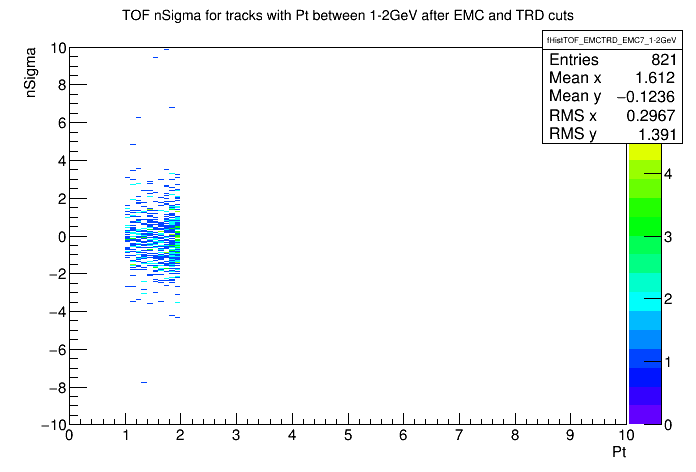 TOF nSigma for tracks with Pt between 1-2GeV after EMC and TRD cuts
fHistTOF_EMCTRD_EMC7_1-2GeV
Entries 821
Mean x 1.612
Mean y −0.1236
RMS x 0.2967
RMS y 1.391
nSigma
10
8
6
4
2
0
−2
−4
−6
−8
−10
0 1 2 3 4 5 6 7 8 9 10
Pt
4
3
2
1
0